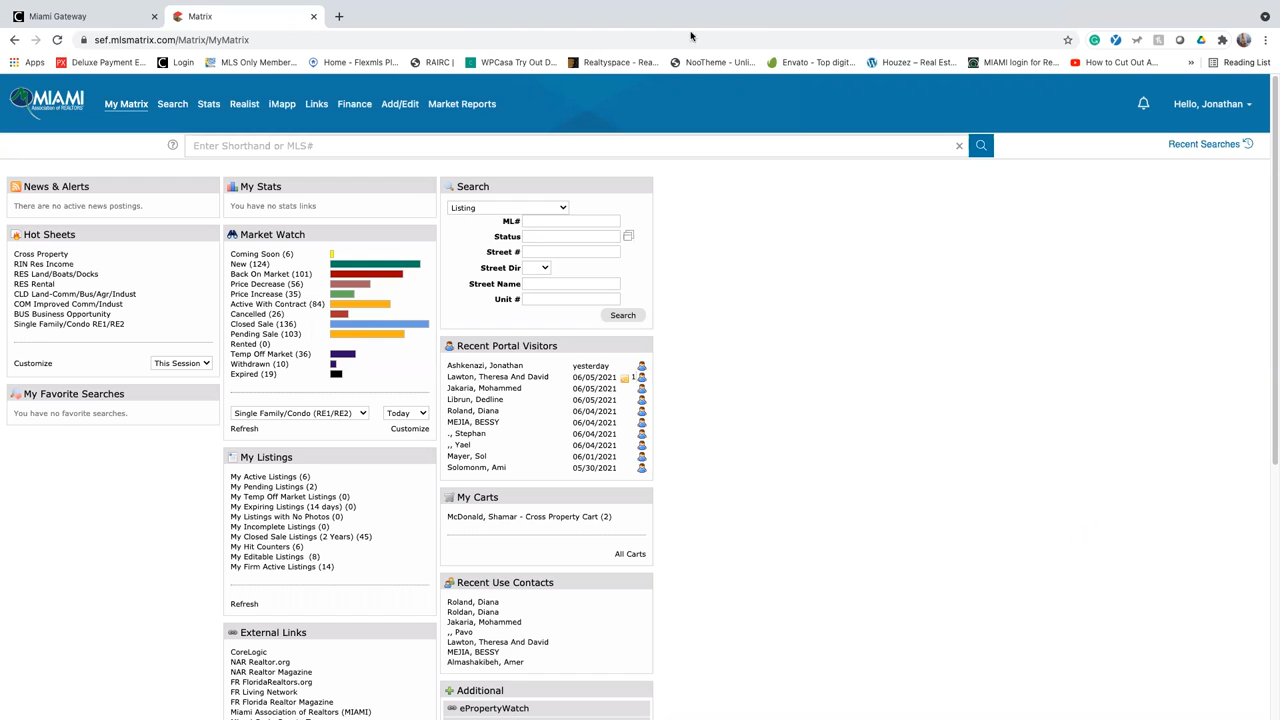 Miami Gateway
Matrix
sef.mlsmatrix.com/Matrix/MyMatrix
Apps
Deluxe Payment E...
Login
MLS Only Member...
Home - Flexmls Pl...
RAIRC |
WPCasa Try Out D...
Realtyspace - Rea...
NooTheme - Unli...
Envato - Top digit...
Houzez – Real Est...
MIAMI login for Re...
How to Cut Out A...
»
Reading List
MIAMI
My Matrix
Search
Stats
Realist
iMapp
Links
Finance
Add/Edit
Market Reports
Hello, Jonathan
Enter Shorthand or MLS#
Recent Searches
News & Alerts
There are no active news postings.
Hot Sheets
Cross Property
RIN Res Income
RES Land/Boats/Docks
RES Rental
CLD Land-Comm/Bus/Agr/Indust
COM Improved Comm/Indust
BUS Business Opportunity
Single Family/Condo RE1/RE2
Customize
This Session
My Favorite Searches
You have no favorite searches.
My Stats
You have no stats links
Market Watch
Coming Soon (6)
New (124)
Back On Market (101)
Price Decrease (56)
Price Increase (35)
Active With Contract (84)
Cancelled (26)
Closed Sale (136)
Pending Sale (103)
Rented (0)
Temp Off Market (36)
Withdrawn (10)
Expired (19)
Single Family/Condo (RE1/RE2)
Today
Refresh
Customize
My Listings
My Active Listings (6)
My Pending Listings (2)
My Temp Off Market Listings (0)
My Expiring Listings (14 days) (0)
My Listings with No Photos (0)
My Incomplete Listings (0)
My Closed Sale Listings (2 Years) (45)
My Hit Counters (6)
My Editable Listings (8)
My Firm Active Listings (14)
Refresh
External Links
CoreLogic
NAR Realtor.org
NAR Realtor Magazine
FR FloridaRealtors.org
FR Living Network
FR Florida Realtor Magazine
Miami Association of Realtors (MIAMI)
Search
Listing
ML#
Status
Street #
Street Dir
Street Name
Unit #
Search
Recent Portal Visitors
Ashkenazi, Jonathan yesterday
Lawton, Theresa And David 06/05/2021 1
Jakaria, Mohammed 06/05/2021
Librun, Dedline 06/05/2021
Roland, Diana 06/04/2021
MEJIA, BESSY 06/04/2021
., Stephan 06/04/2021
,, Yael 06/04/2021
Mayer, Sol 06/01/2021
Solomonm, Ami 05/30/2021
My Carts
McDonald, Shamar - Cross Property Cart (2)
All Carts
Recent Use Contacts
Roland, Diana
Roldan, Diana
Jakaria, Mohammed
,, Pavo
Lawton, Theresa And David
MEJIA, BESSY
Almashakibeh, Amer
Additional
ePropertyWatch